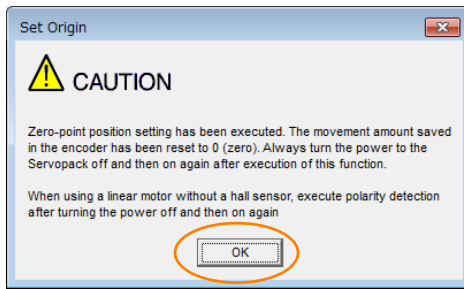 Set Origin
CAUTION
Zero-point position setting has been executed. The movement amount saved
in the encoder has been reset to 0 (zero). Always turn the power to the
Servopack off and then on again after execution of this function.
When using a linear motor without a hall sensor, execute polarity detection
after turning the power off and then on again
OK